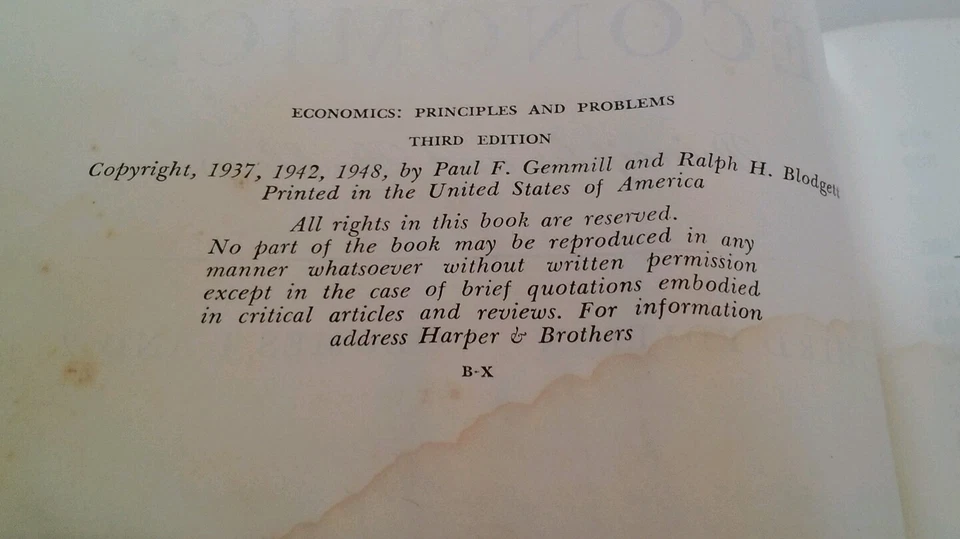 ECONOMICS: PRINCIPLES AND PROBLEMS
THIRD EDITION
Copyright, 1937, 1942, 1948, by Paul F. Gemmill and Ralph H. Blodgett
Printed in the United States of America
All rights in this book are reserved.
No part of the book may be reproduced in any
manner whatsoever without written permission
except in the case of brief quotations embodied
in critical articles and reviews. For information
address Harper & Brothers
B-X